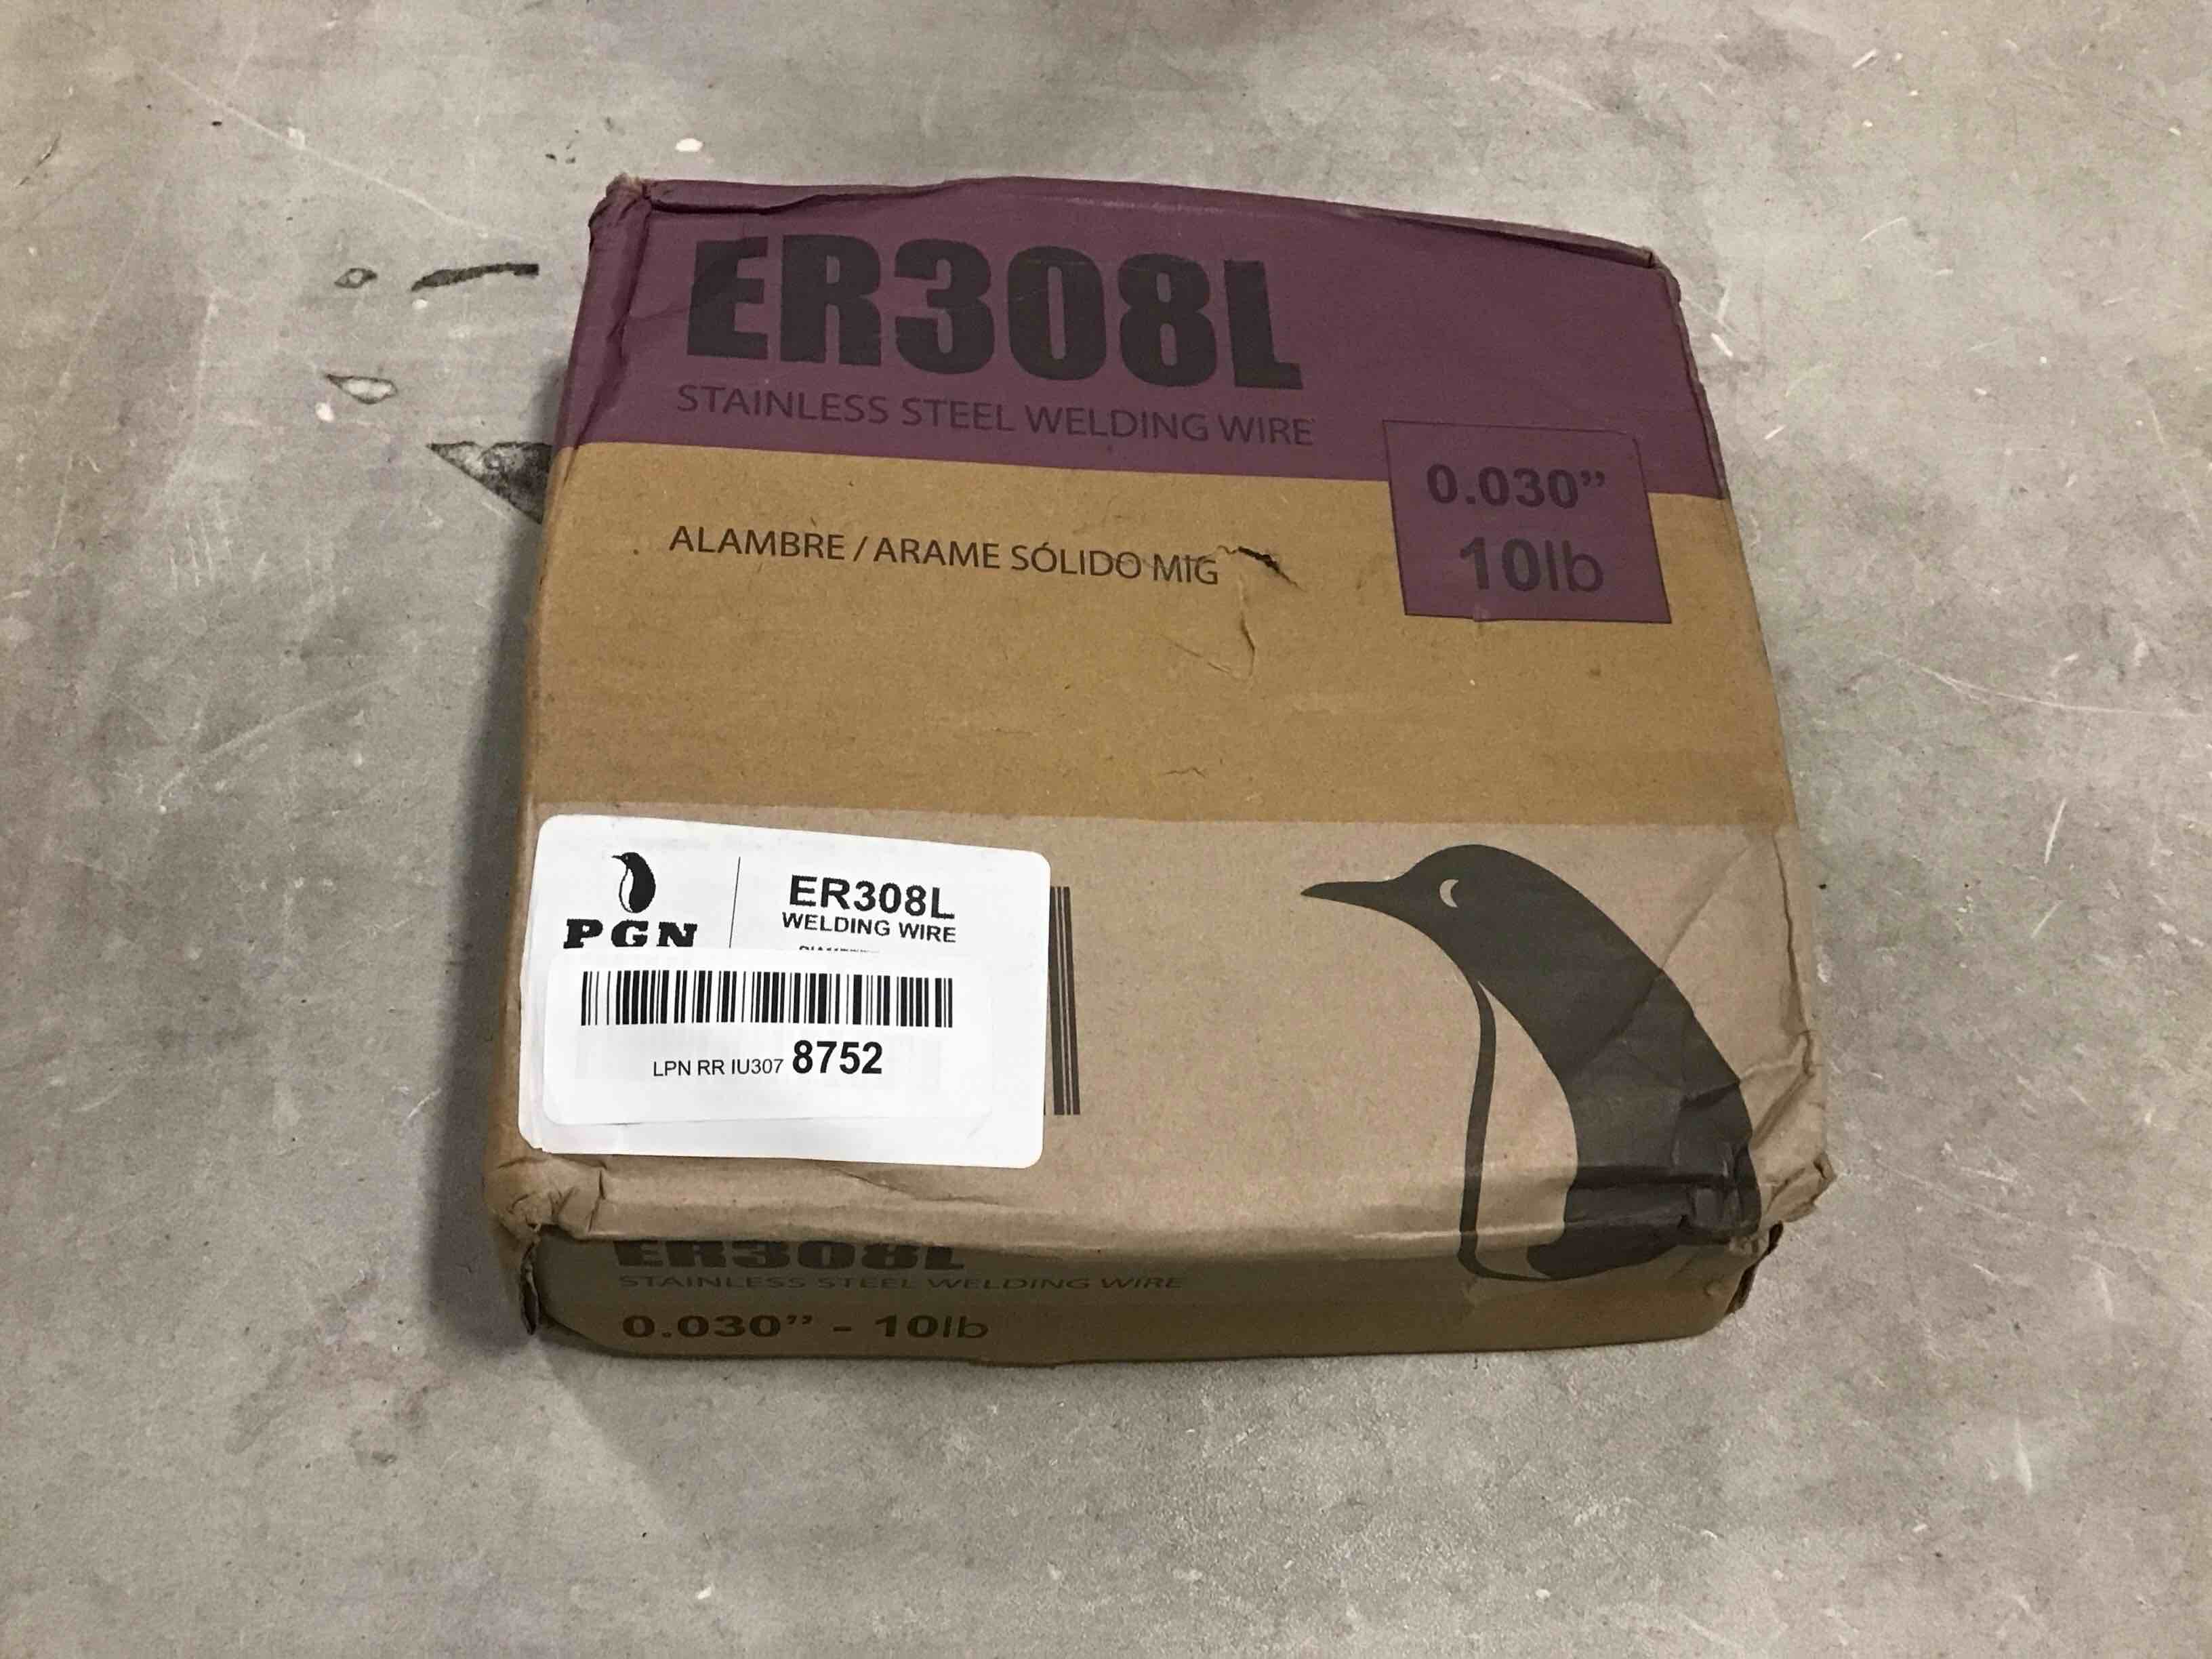 ER308L
STAINLESS STEEL WELDING WIRE
0.030”
10lb
ALAMBRE / ARAME SÓLIDO MIG
PGN
ER308L
WELDING WIRE
LPN RR IU307 8752
ER308L
STAINLESS STEEL WELDING WIRE
0.030” - 10lb